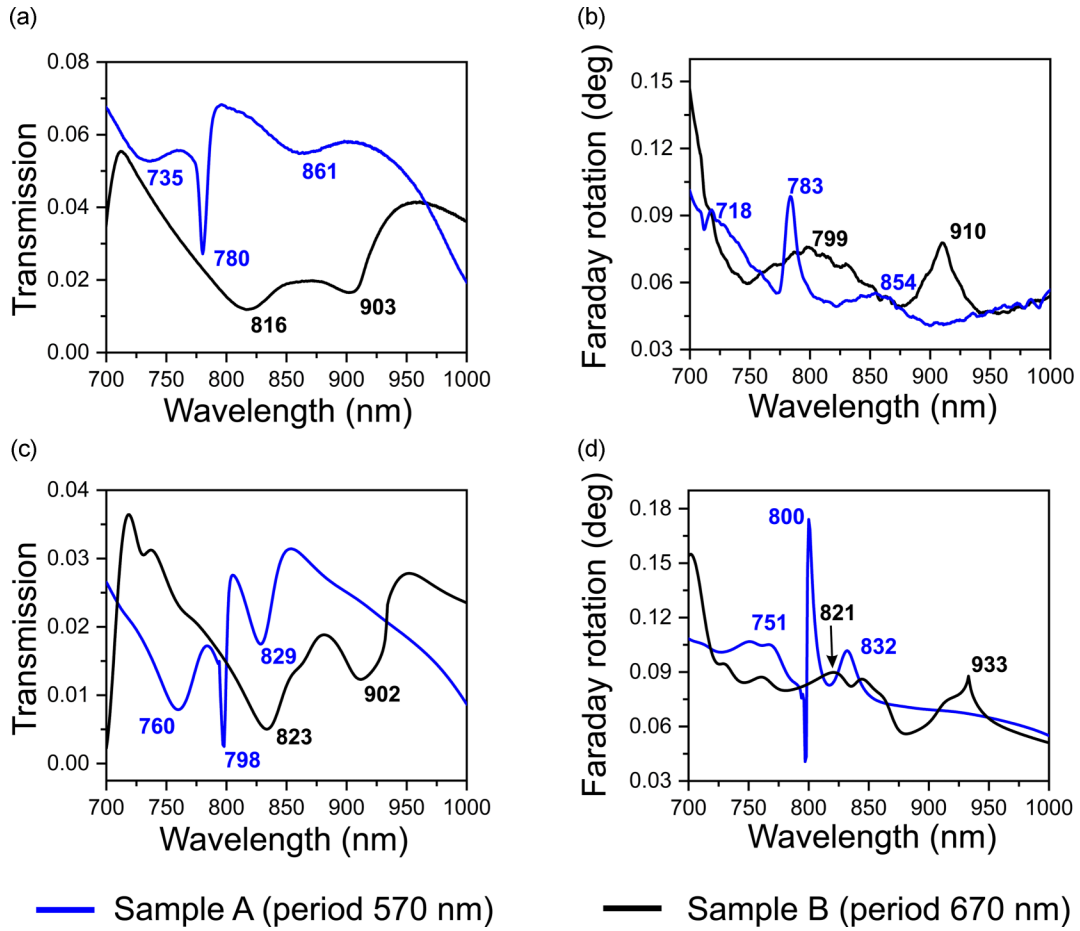 (a)
Transmission
0.08
0.06
0.04
0.02
0.00
735
780
861
816
903
700 750 800 850 900 950 1000
Wavelength (nm)
(b)
Faraday rotation (deg)
0.15
0.12
0.09
0.06
0.03
718
783
799
854
910
700 750 800 850 900 950 1000
Wavelength (nm)
(c)
Transmission
0.04
0.03
0.02
0.01
0.00
760
798
829
823
902
700 750 800 850 900 950 1000
Wavelength (nm)
(d)
Faraday rotation (deg)
0.18
0.15
0.12
0.09
0.06
0.03
751
800
821
832
933
700 750 800 850 900 950 1000
Wavelength (nm)
Sample A (period 570 nm)
Sample B (period 670 nm)